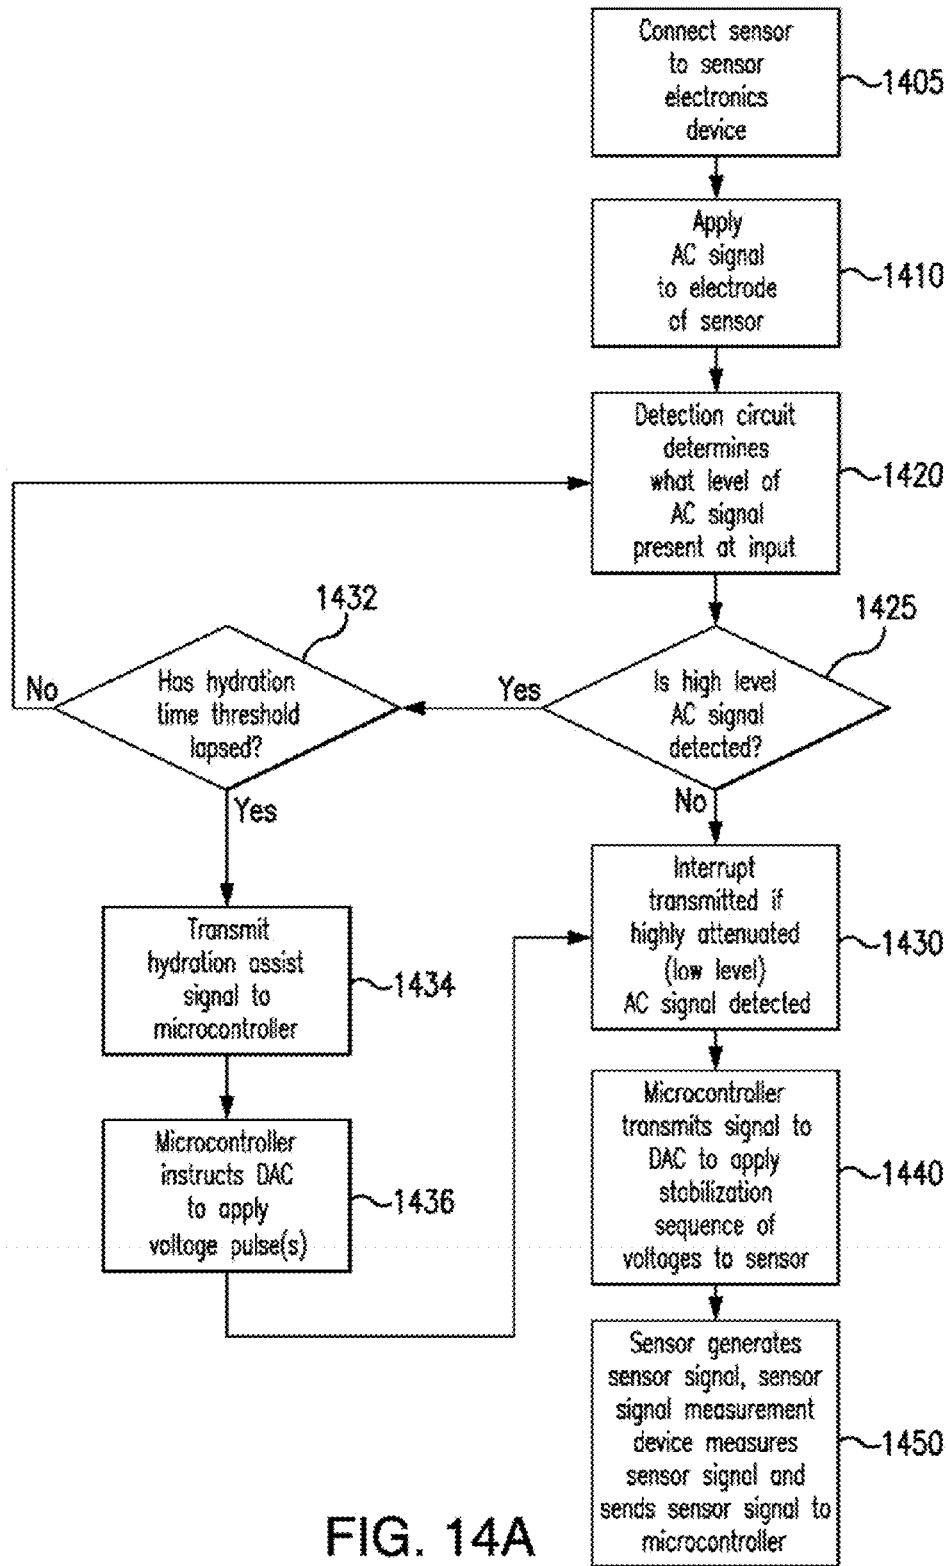 Connect sensor
to sensor
electronics
device
1405
Apply
AC signal
to electrode
of sensor
1410
Detection circuit
determines
what level of
AC signal
present at input
1420
1432
1425
No
Has hydration
time threshold
lapsed?
Yes
Is high level
AC signal
detected?
Yes
No
Interrupt
transmitted if
highly attenuated
(low level)
AC signal detected
1430
Transmit
hydration assist
signal to
microcontroller
1434
Microcontroller
transmits signal to
DAC to apply
stabilization
sequence of
voltages to sensor
1440
Microcontroller
instructs DAC
to apply
voltage pulse(s)
1436
Sensor generates
sensor signal, sensor
signal measurement
device measures
sensor signal and
sends sensor signal to
microcontroller
1450
FIG. 14A